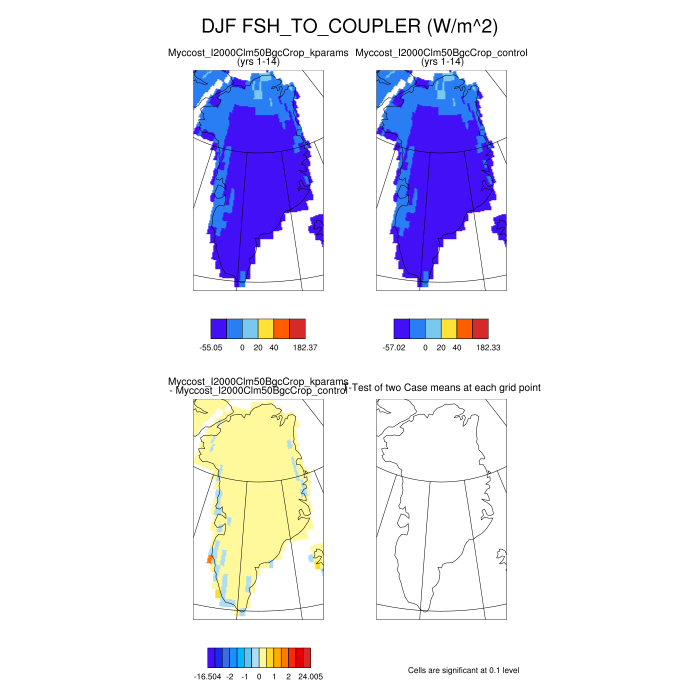 DJF FSH_TO_COUPLER (W/m^2)
Myccost_I2000Clm50BgcCrop_kparams
(yrs 1-14)
Myccost_I2000Clm50BgcCrop_control
(yrs 1-14)
-55.05 0 20 40 182.37
-57.02 0 20 40 182.33
Myccost_I2000Clm50BgcCrop_kparams
- Myccost_I2000Clm50BgcCrop_control
T-Test of two Case means at each grid point
-16.504 -2 -1 0 1 2 24.005
Cells are significant at 0.1 level